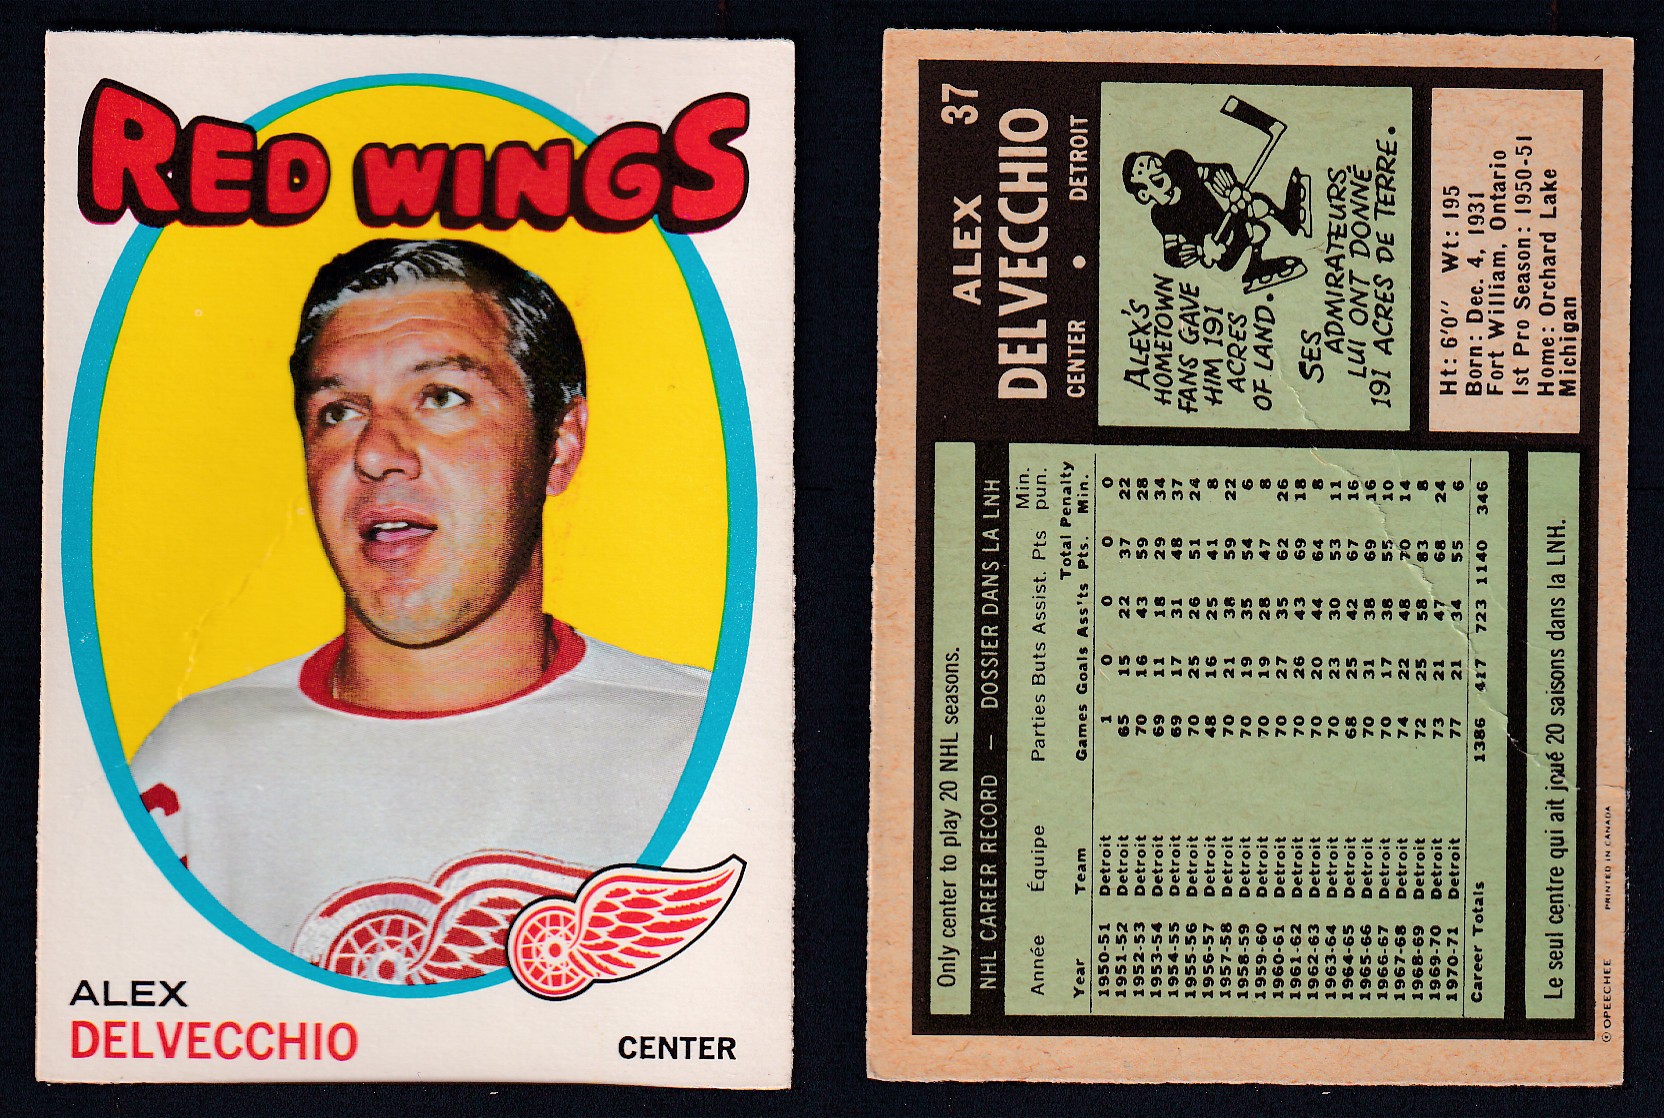 RED WINGS
ALEX
DELVECCHIO
CENTER
ALEX 37
DELVECCHIO
CENTER • DETROIT
ALEX'S
HOMETOWN
FANS GAVE
HIM 191
ACRES
OF LAND.
SES
ADMIRATEURS
LUI ONT DONNÉ
191 ACRES DE TERRE.
Ht: 6'0" Wt: 195
Born: Dec. 4, 1931
Fort William, Ontario
1st Pro Season: 1950-51
Home: Orchard Lake
Michigan
Only center to play 20 NHL seasons.
NHL CAREER RECORD — DOSSIER DANS LA LNH
Année Équipe Parties Buts Assist. Pts Min. pun.
Year Team Games Goals Ass'ts Total Pts. Penalty Min.
1950-51 Detroit 1 0 0 0 0
1951-52 Detroit 65 15 22 37 22
1952-53 Detroit 70 16 43 59 28
1953-54 Detroit 69 11 18 29 34
1954-55 Detroit 69 17 31 48 37
1955-56 Detroit 70 25 26 51 24
1956-57 Detroit 48 16 25 41 8
1957-58 Detroit 70 21 38 59 22
1958-59 Detroit 70 19 35 54 6
1959-60 Detroit 70 19 28 47 8
1960-61 Detroit 70 27 35 62 26
1961-62 Detroit 70 26 43 69 18
1962-63 Detroit 70 20 44 64 8
1963-64 Detroit 70 23 30 53 11
1964-65 Detroit 68 25 42 67 16
1965-66 Detroit 70 31 38 69 16
1966-67 Detroit 70 17 38 55 10
1967-68 Detroit 74 22 48 70 14
1968-69 Detroit 72 25 58 83 8
1969-70 Detroit 73 21 47 68 24
1970-71 Detroit 77 21 34 55 6
Career Totals 1386 417 723 1140 346
Le seul centre qui ait joué 20 saisons dans la LNH.
© OPEECHEE PRINTED IN CANADA